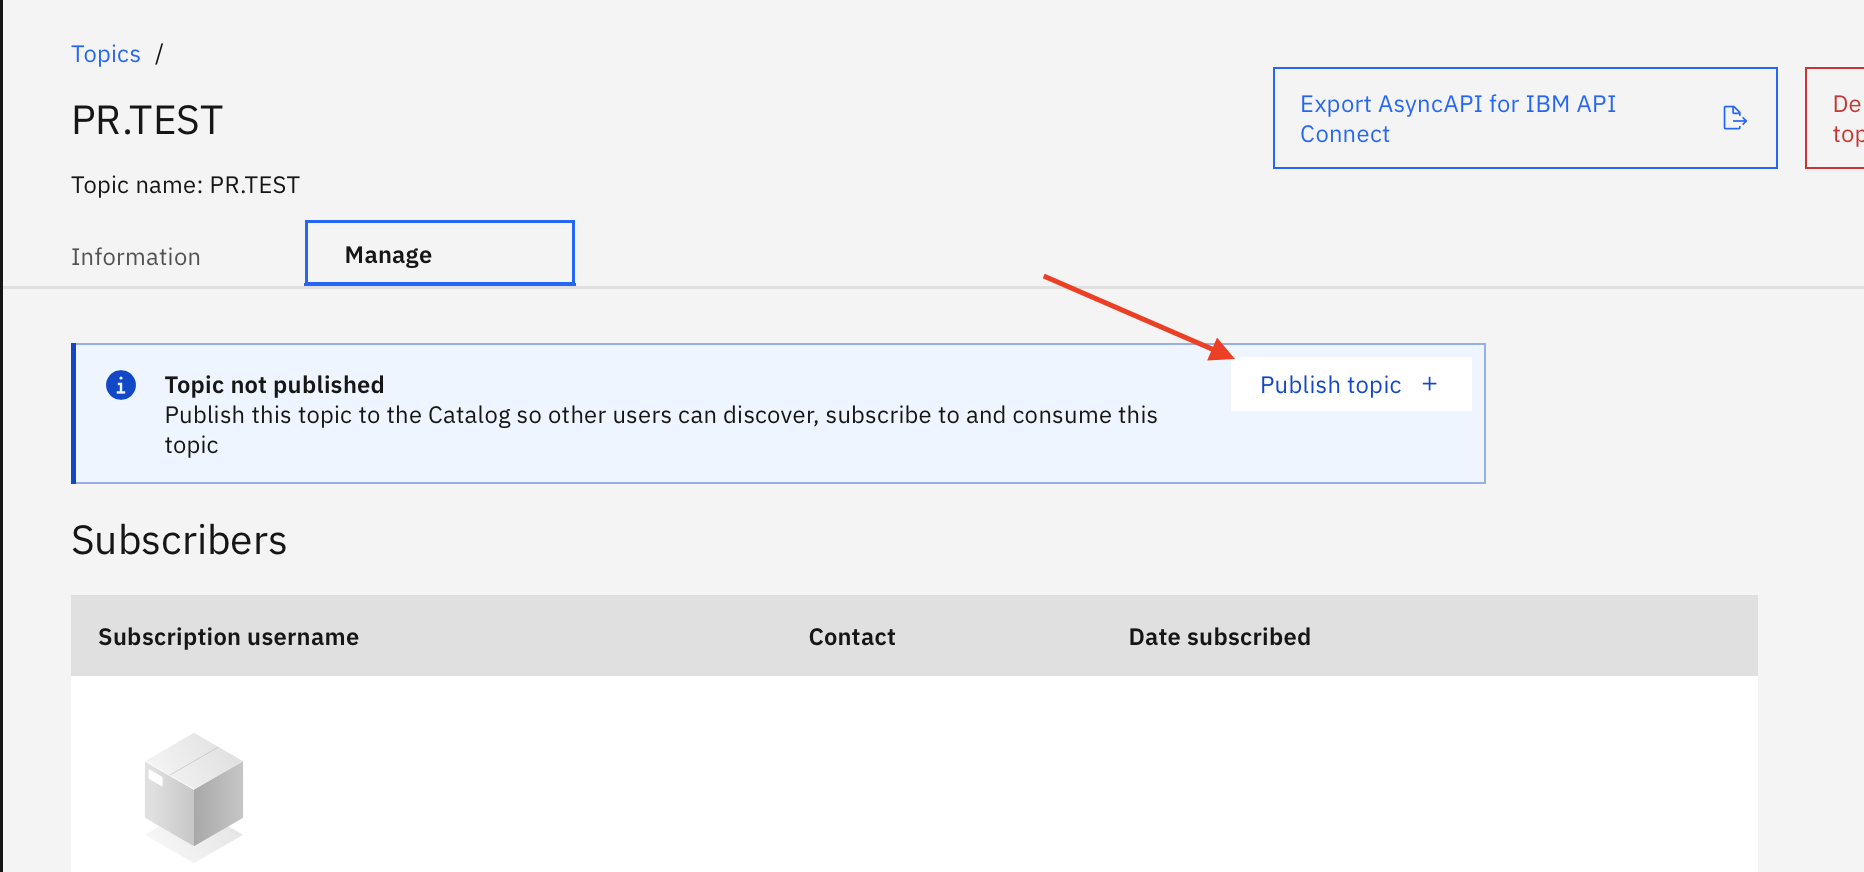 Topics /
PR.TEST
Topic name: PR.TEST
Export AsyncAPI for IBM API
Connect
Information
Manage
Topic not published
Publish this topic to the Catalog so other users can discover, subscribe to and consume this
topic
Publish topic +
Subscribers
Subscription username Contact Date subscribed